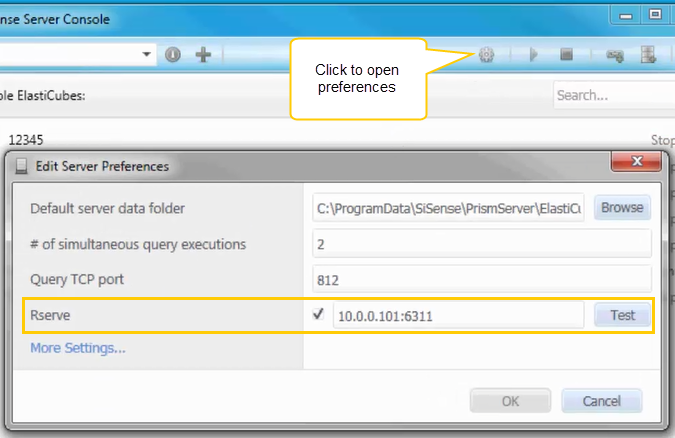 nse Server Console
Click to open
preferences
ple ElastiCubes:
Search...
12345
Stop
Edit Server Preferences
Default server data folder
C:\ProgramData\SiSense\PrismServer\ElastiCu
Browse
# of simultaneous query executions
2
Query TCP port
812
Rserve
10.0.0.101:6311
Test
More Settings...
OK
Cancel